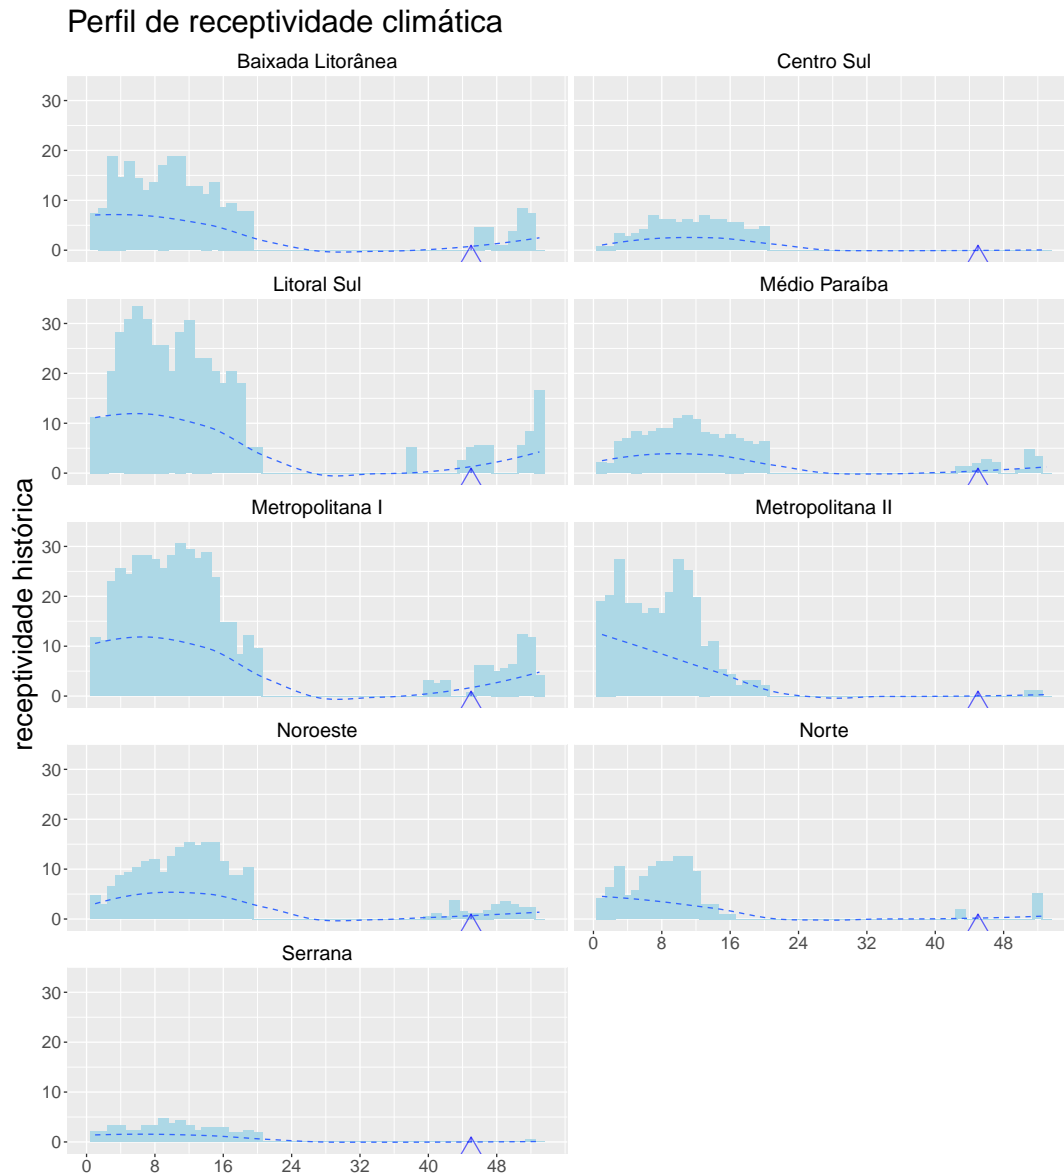 Perfil de receptividade climática
Baixada Litorânea
Centro Sul
30
20
10
0
Litoral Sul
Médio Paraíba
30
20
10
0
Metropolitana I
Metropolitana II
30
20
10
0
receptividade histórica
Noroeste
Norte
30
20
10
0
0 8 16 24 32 40 48
Serrana
30
20
10
0
0 8 16 24 32 40 48